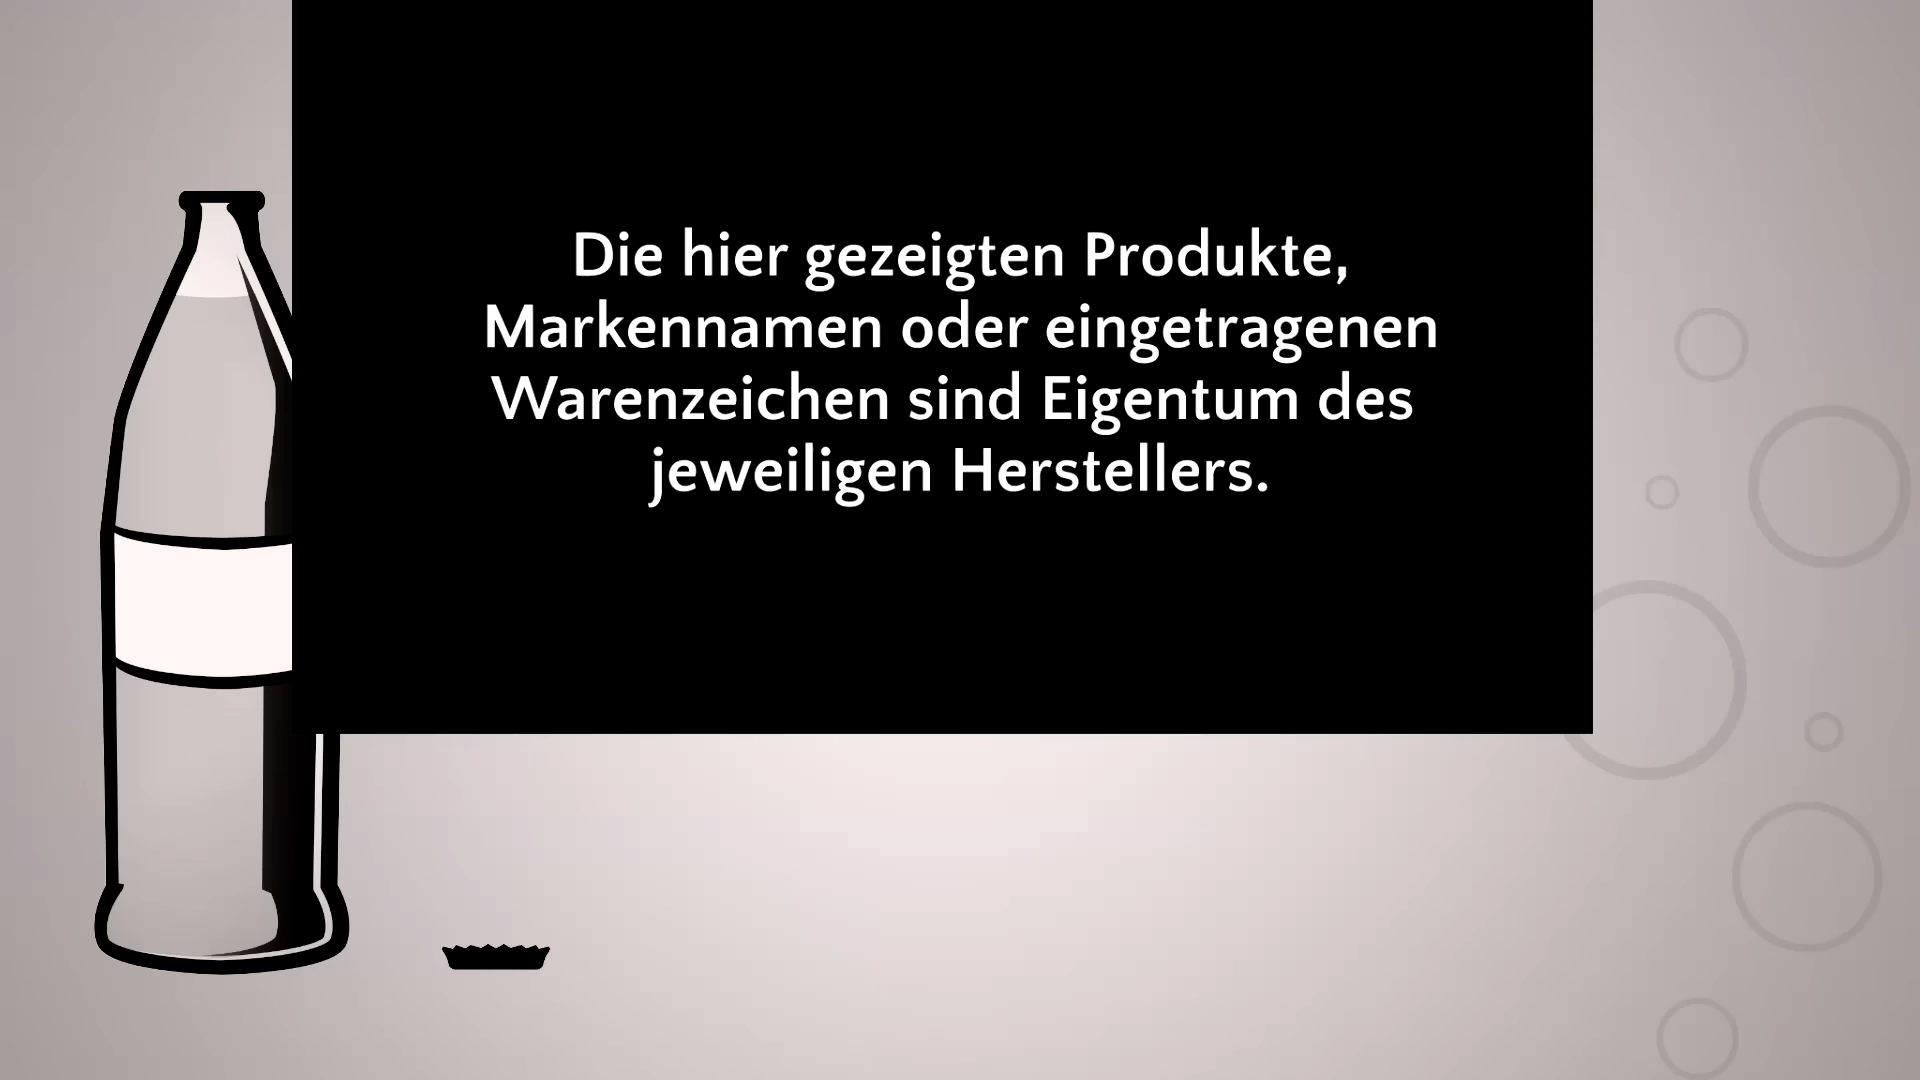 Die hier gezeigten Produkte,
Markennamen oder eingetragenen
Warenzeichen sind Eigentum des
jeweiligen Herstellers.